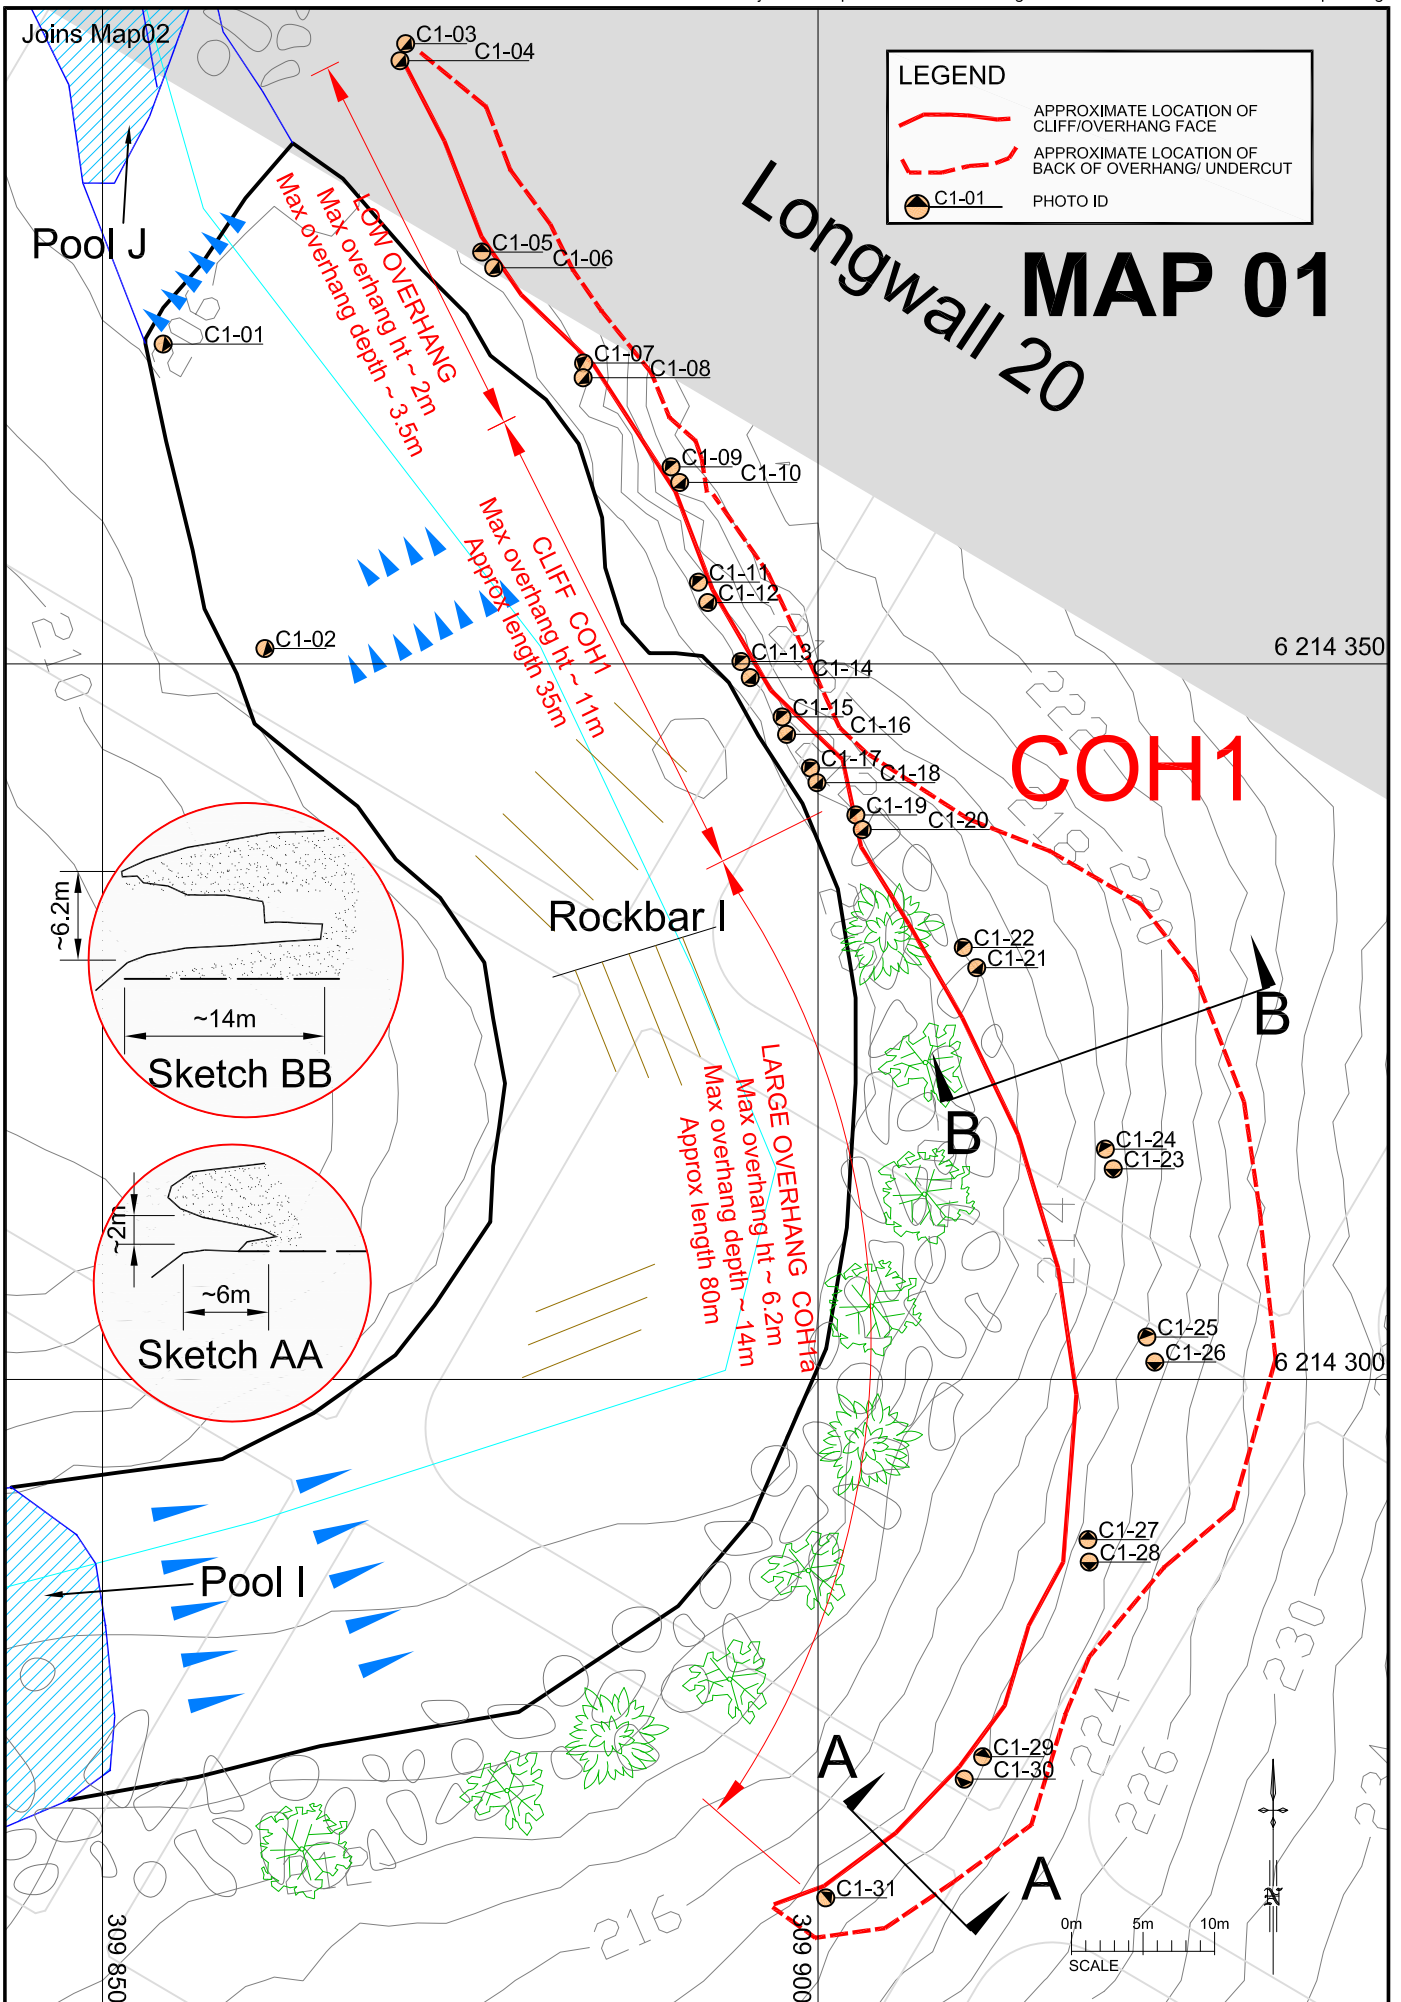 Joins Map02
C1-03
C1-04
LEGEND
APPROXIMATE LOCATION OF
CLIFF/OVERHANG FACE
APPROXIMATE LOCATION OF
BACK OF OVERHANG/ UNDERCUT
C1-01
PHOTO ID
MAP 01
Longwall 20
Pool J
C1-05
C1-06
C1-01
LOW OVERHANG
Max overhang ht ~ 2m
Max overhang depth ~ 3.5m
C1-07
C1-08
C1-09
C1-10
CLIFF COH1
Max overhang ht ~ 11m
Approx length 35m
C1-11
C1-12
C1-02
C1-13
C1-14
6 214 350
210
C1-15
C1-16
COH1
C1-17
C1-18
C1-19
C1-20
Rockbar I
C1-22
C1-21
~6.2m
~14m
Sketch BB
B
B
LARGE OVERHANG COH1a
Max overhang ht ~ 6.2m
Max overhang depth ~ 14m
Approx length 80m
C1-24
C1-23
214
~2m
~6m
Sketch AA
C1-25
C1-26
6 214 300
C1-27
C1-28
Pool I
230
224
226
C1-29
C1-30
A
A
C1-31
216
309 850
309 900
0m 5m 10m
SCALE
N